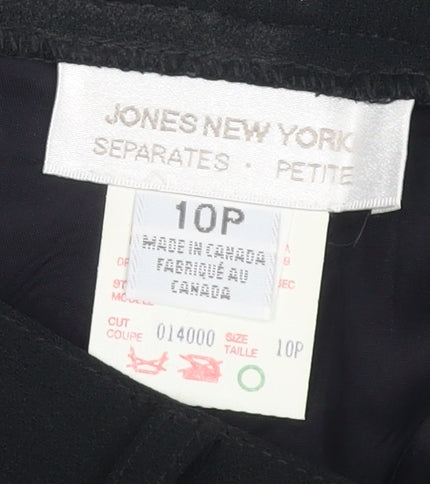 JONES NEW YORK
SEPARATES · PETITE
10P
MADE IN CANADA
FABRIQUÉ AU
CANADA
CUT
COUPE
014000
SIZE
TAILLE
10P